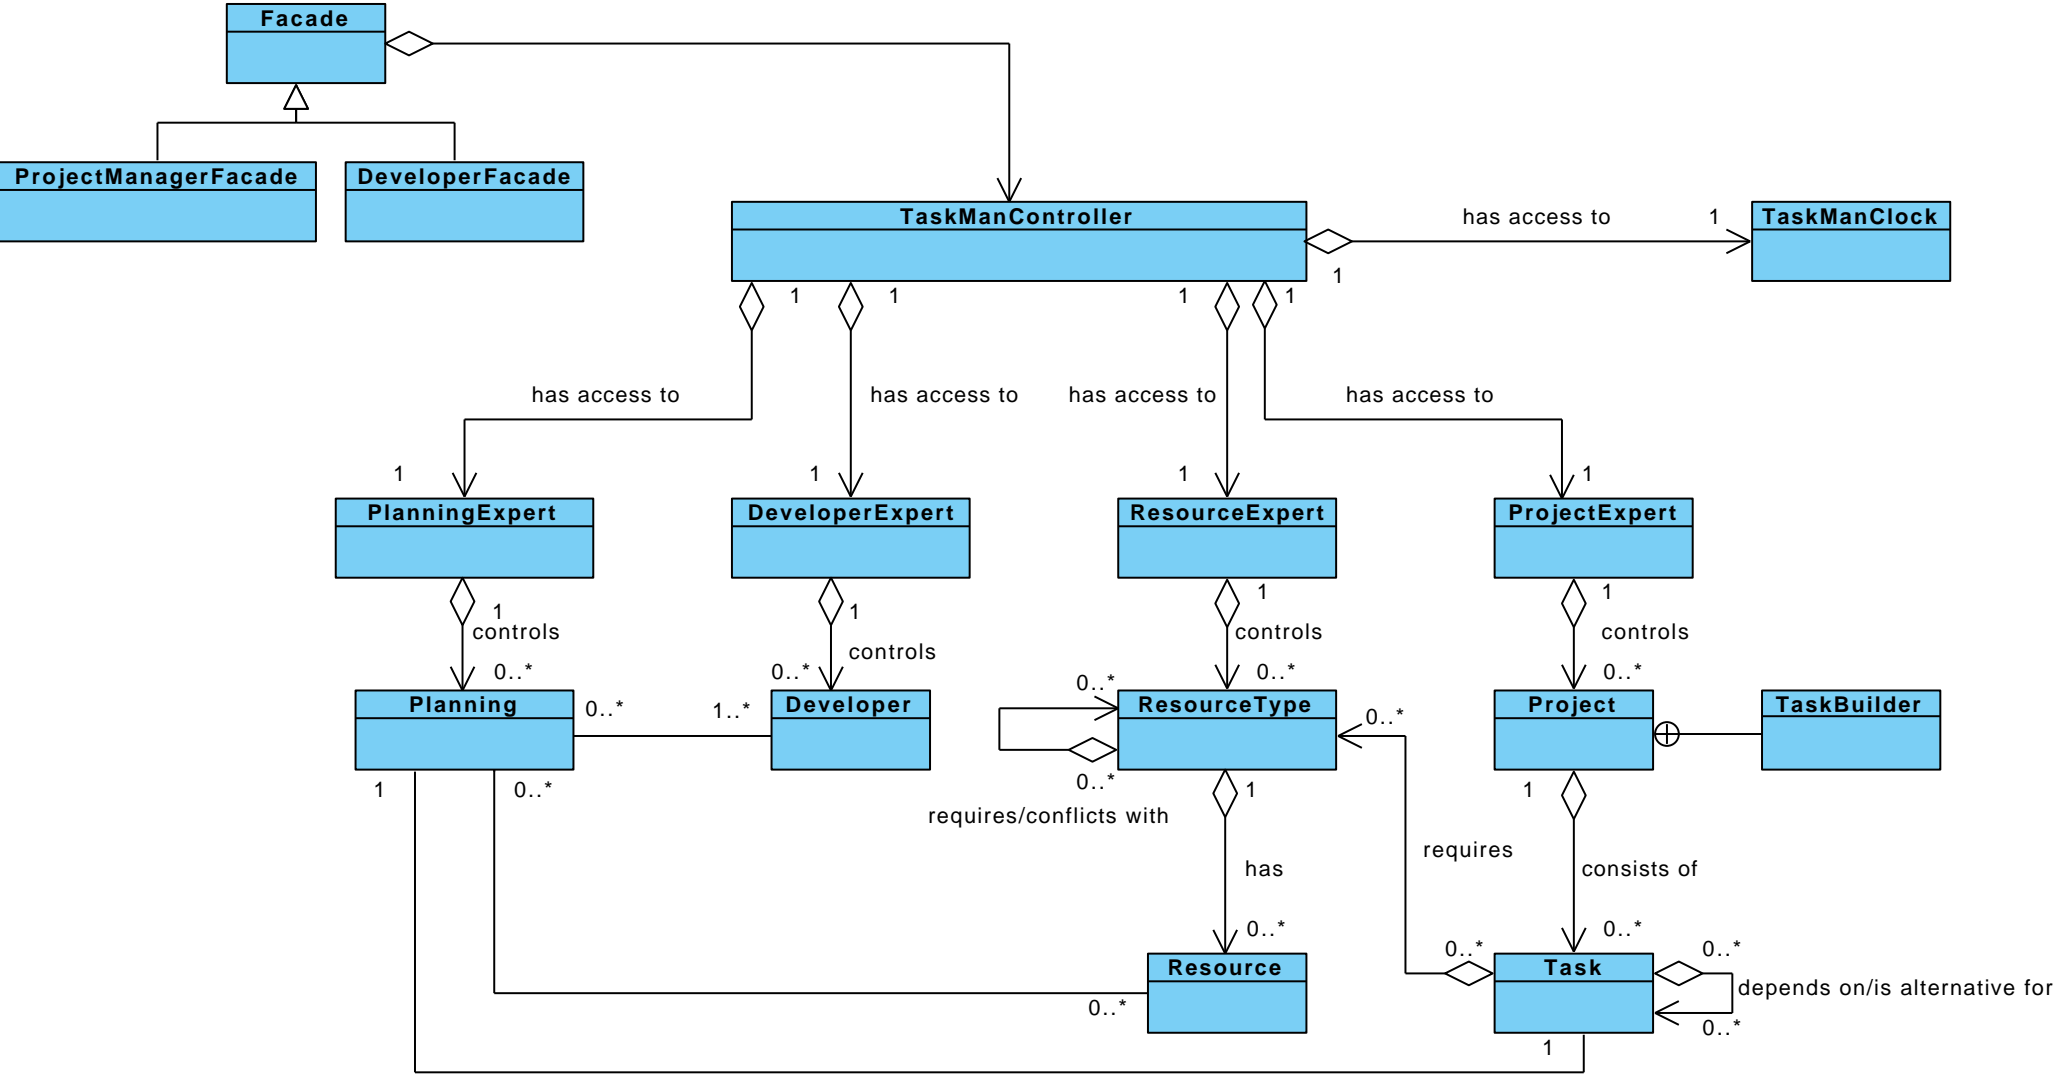 Facade
ProjectManagerFacade
DeveloperFacade
TaskManController
has access to
1
TaskManClock
1
1
1
1
1
has access to
has access to
has access to
has access to
1
1
1
1
PlanningExpert
DeveloperExpert
ResourceExpert
ProjectExpert
1
1
1
1
controls
controls
controls
controls
0..*
0..*
0..*
0..*
0..*
Planning
0..*
1..*
Developer
ResourceType
0..*
Project
TaskBuilder
1
0..*
0..*
1
1
requires/conflicts with
requires
has
consists of
0..*
0..*
0..*
0..*
Resource
Task
depends on/is alternative for
0..*
0..*
1